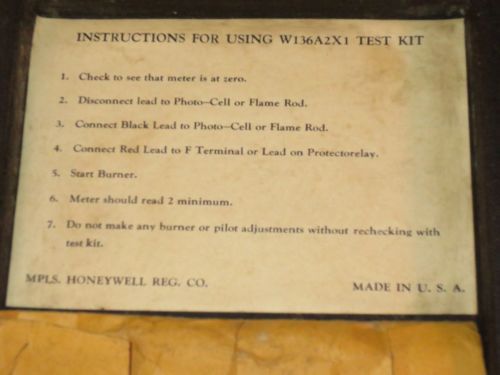 INSTRUCTIONS FOR USING W136A2X1 TEST KIT
1. Check to see that meter is at zero.
2. Disconnect lead to Photo-Cell or Flame Rod.
3. Connect Black Lead to Photo-Cell or Flame Rod.
4. Connect Red Lead to F Terminal or Lead on Protectorelay.
5. Start Burner.
6. Meter should read 2 minimum.
7. Do not make any burner or pilot adjustments without rechecking with
test kit.
MPLS. HONEYWELL REG. CO.
MADE IN U. S. A.